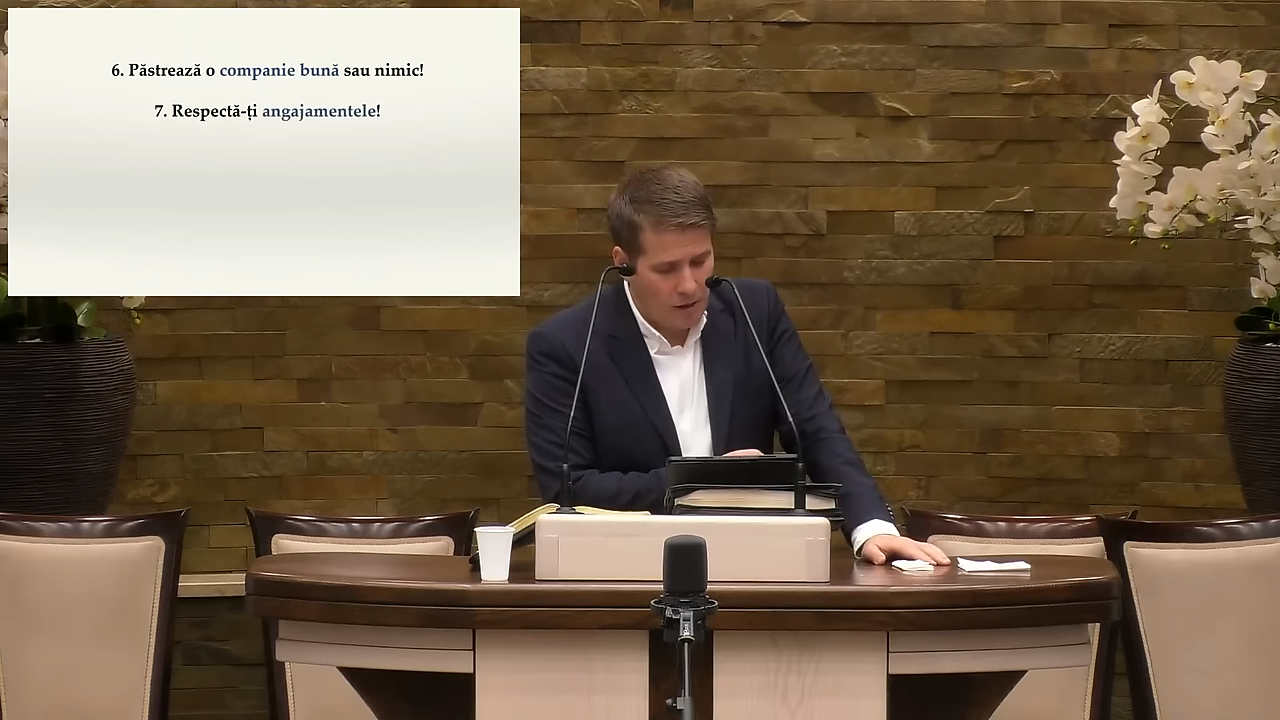 6. Păstrează o companie bună sau nimic!
7. Respectă-ți angajamentele!